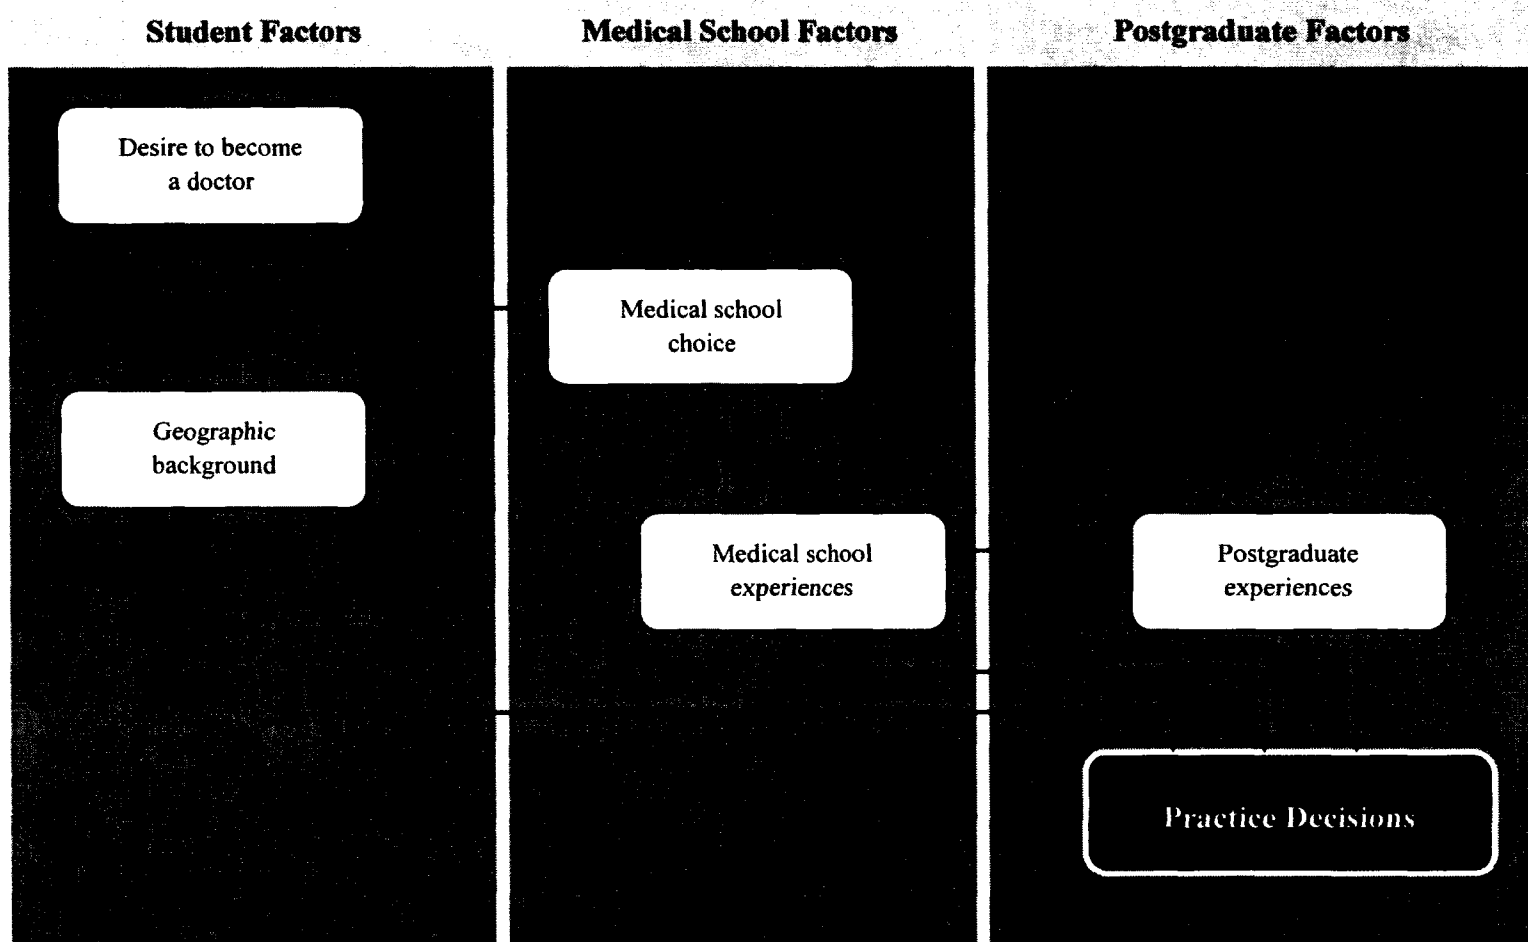 Student Factors
Medical School Factors
Postgraduate Factors
Desire to become
a doctor
Medical school
choice
Geographic
background
Medical school
experiences
Postgraduate
experiences
Practice Decisions